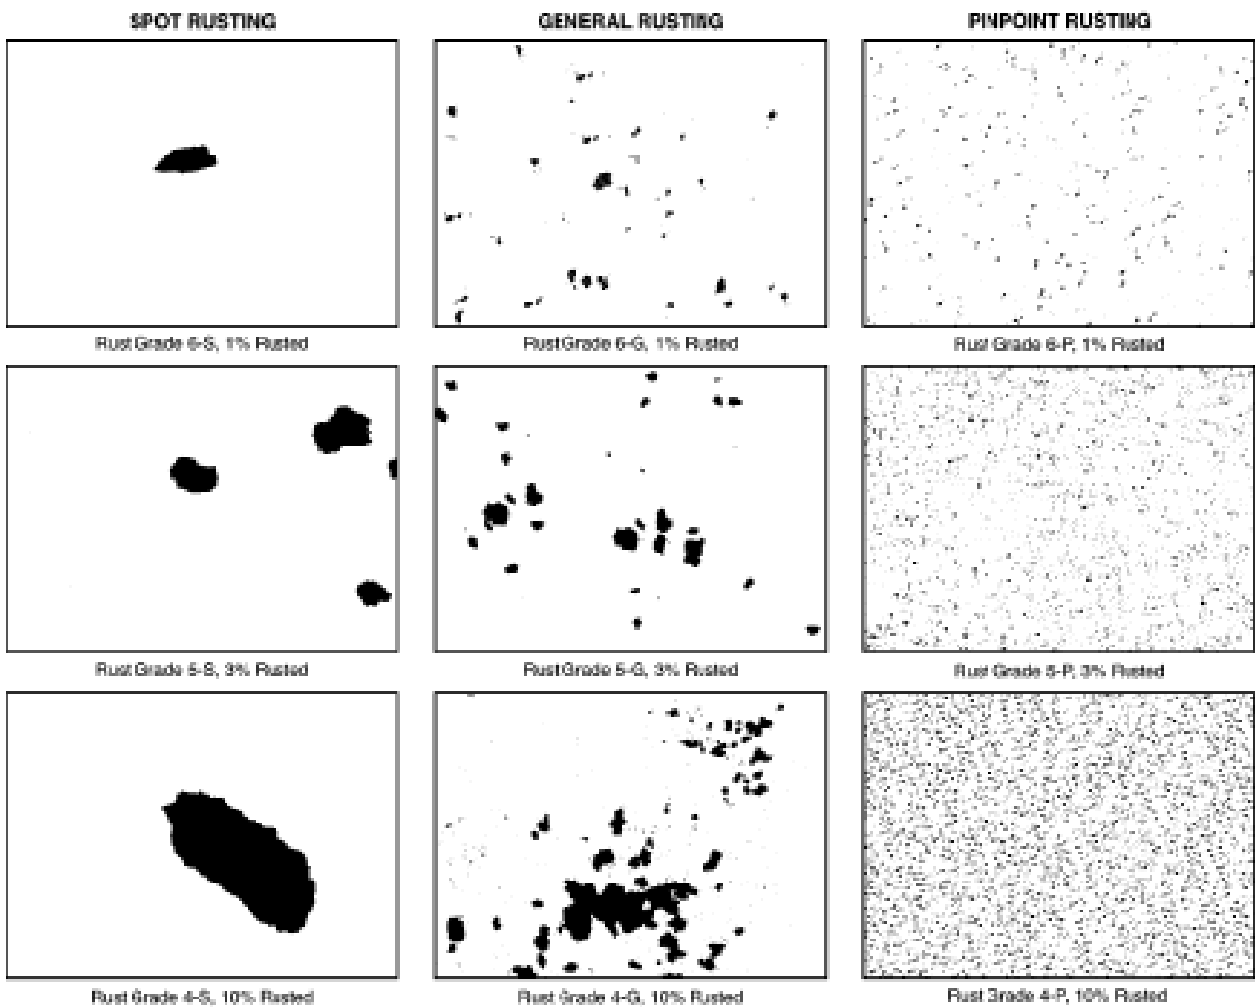 SPOT RUSTING
GENERAL RUSTING
PINPOINT RUSTING
Rust Grade 6-S, 1% Rusted
Rust Grade 6-G, 1% Rusted
Rust Grade 6-P, 1% Rusted
Rust Grade 5-S, 3% Rusted
Rust Grade 5-G, 3% Rusted
Rust Grade 5-P, 3% Rusted
Rust Grade 4-S, 10% Rusted
Rust Grade 4-G, 10% Rusted
Rust Grade 4-P, 10% Rusted